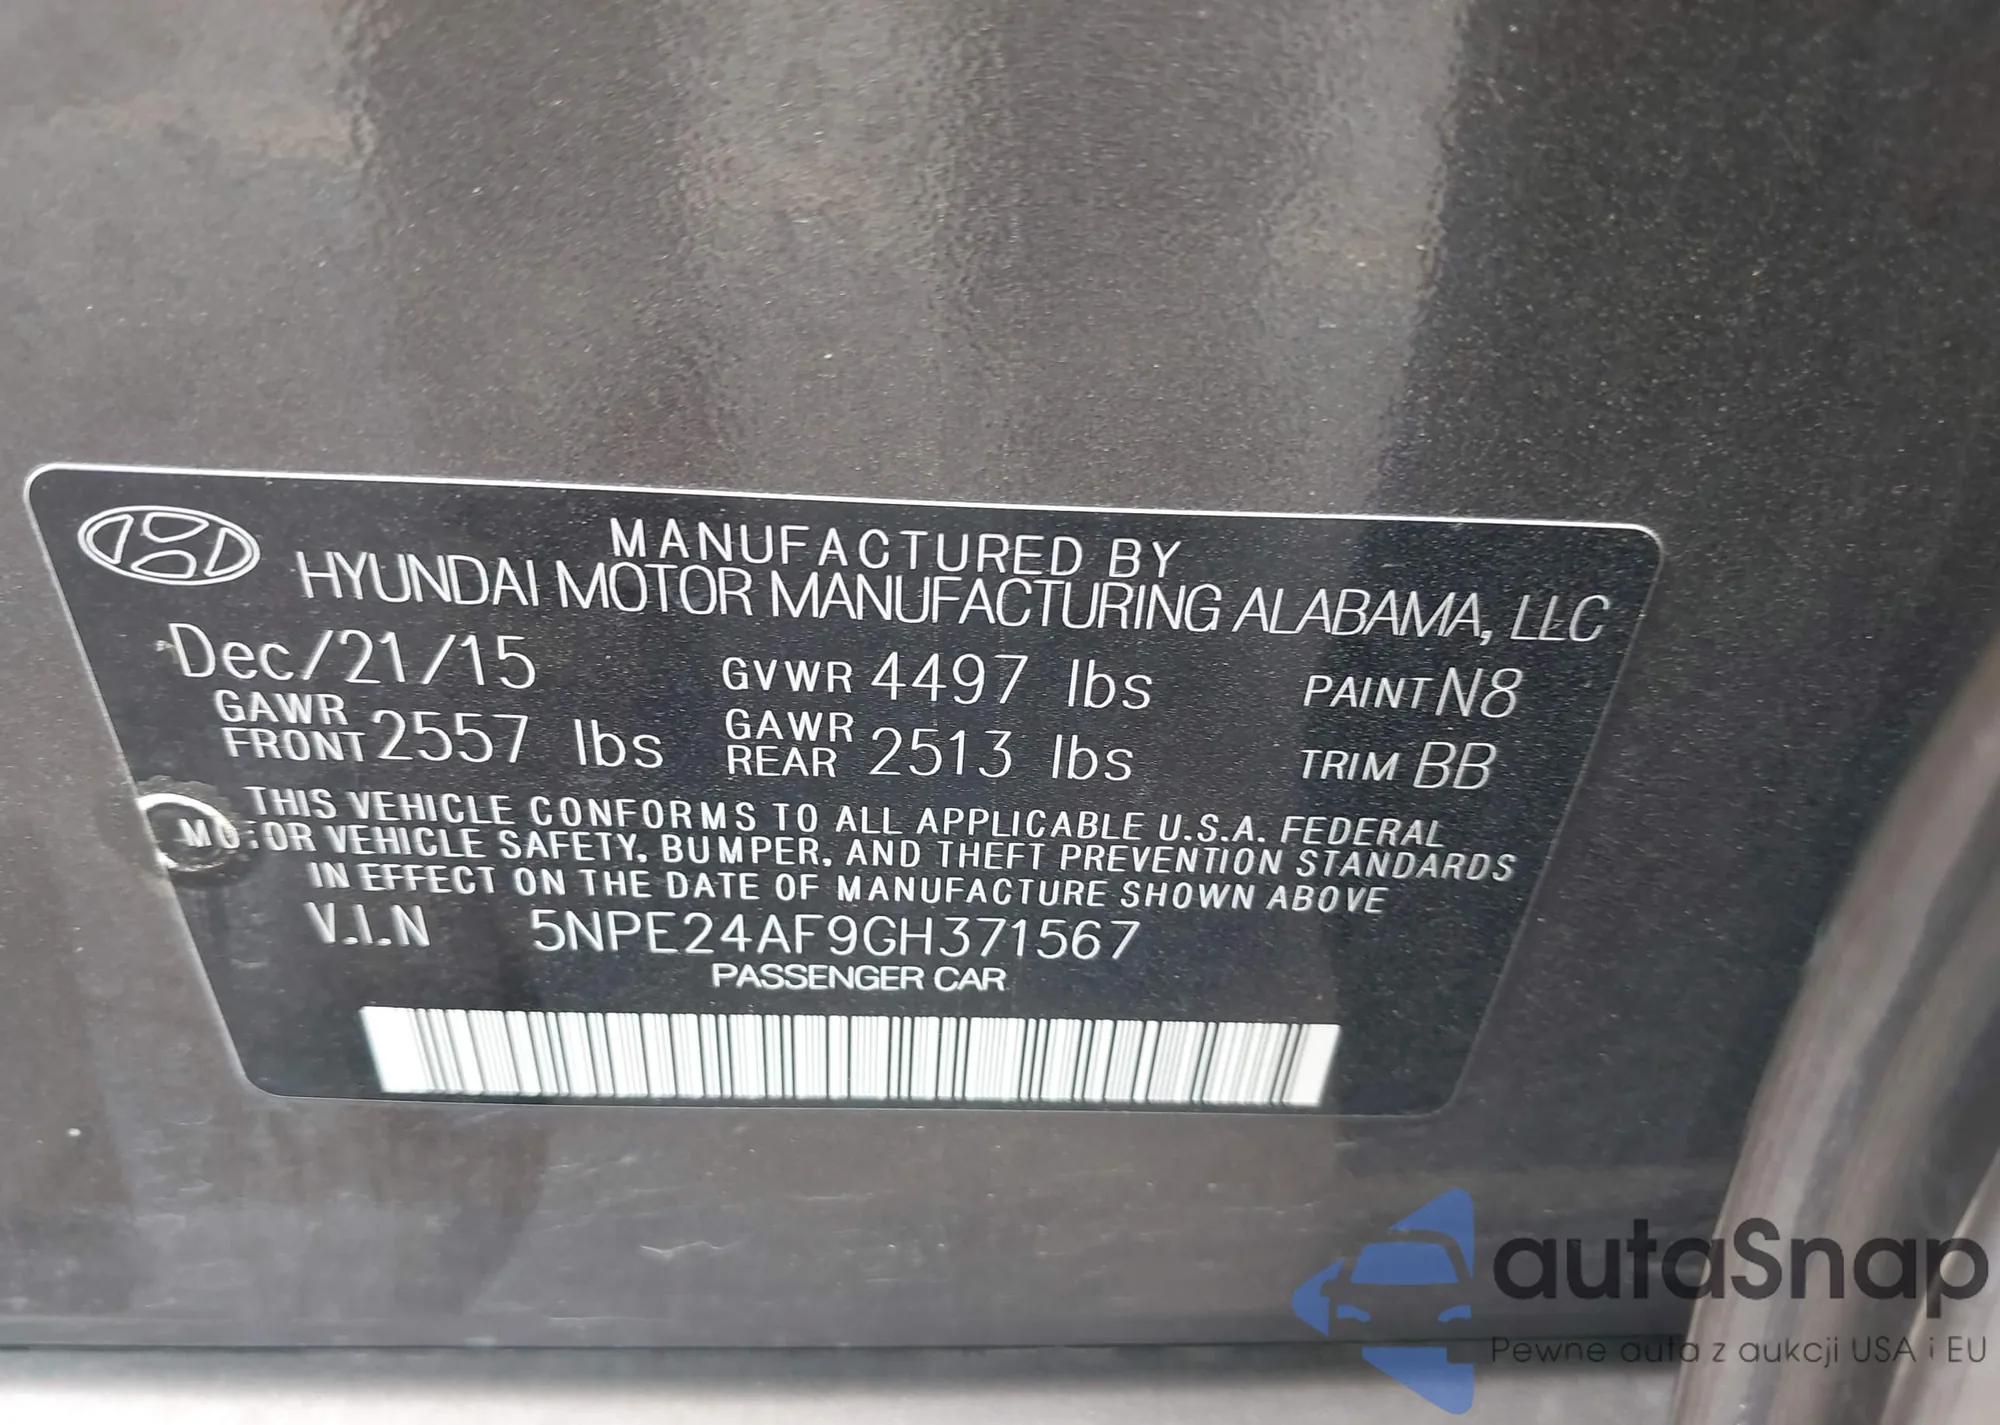 MANUFACTURED BY
HYUNDAI MOTOR MANUFACTURING ALABAMA, LLC
Dec/21/15 GVWR 4497 lbs PAINT N8
GAWR FRONT 2557 lbs GAWR REAR 2513 lbs TRIM BB
THIS VEHICLE CONFORMS TO ALL APPLICABLE U.S.A. FEDERAL
MOTOR VEHICLE SAFETY, BUMPER, AND THEFT PREVENTION STANDARDS
IN EFFECT ON THE DATE OF MANUFACTURE SHOWN ABOVE
V.I.N 5NPE24AF9GH371567
PASSENGER CAR
autaSnap
Pewne auta z aukcji USA i EU